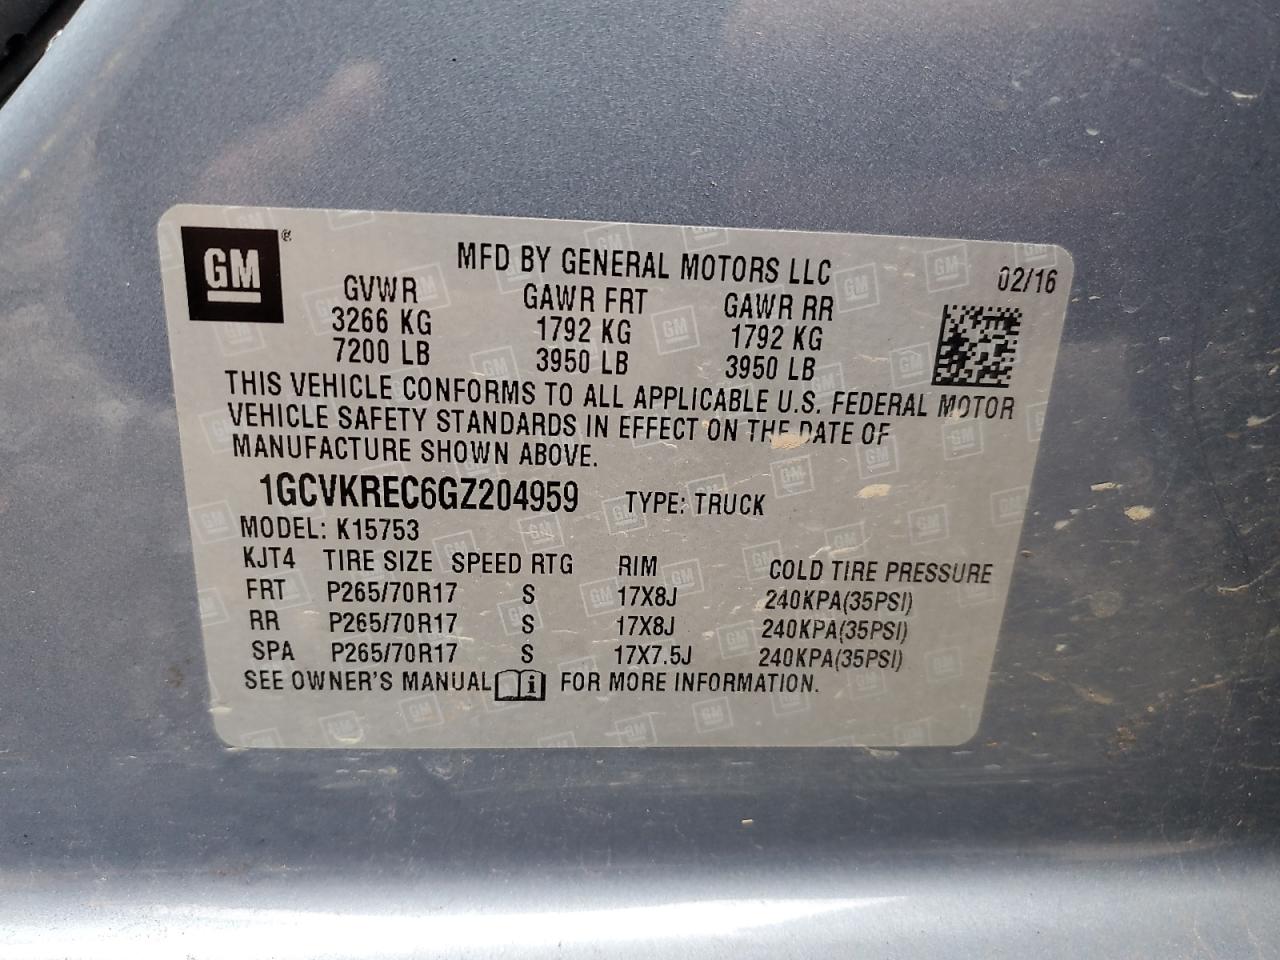 GM ®
MFD BY GENERAL MOTORS LLC 02/16
GVWR GAWR FRT GAWR RR
3266 KG 1792 KG 1792 KG
7200 LB 3950 LB 3950 LB
THIS VEHICLE CONFORMS TO ALL APPLICABLE U.S. FEDERAL MOTOR
VEHICLE SAFETY STANDARDS IN EFFECT ON THE DATE OF
MANUFACTURE SHOWN ABOVE.
1GCVKREC6GZ204959 TYPE: TRUCK
MODEL: K15753
KJT4 TIRE SIZE SPEED RTG RIM COLD TIRE PRESSURE
FRT P265/70R17 S 17X8J 240KPA(35PSI)
RR P265/70R17 S 17X8J 240KPA(35PSI)
SPA P265/70R17 S 17X7.5J 240KPA(35PSI)
SEE OWNER'S MANUAL i FOR MORE INFORMATION.